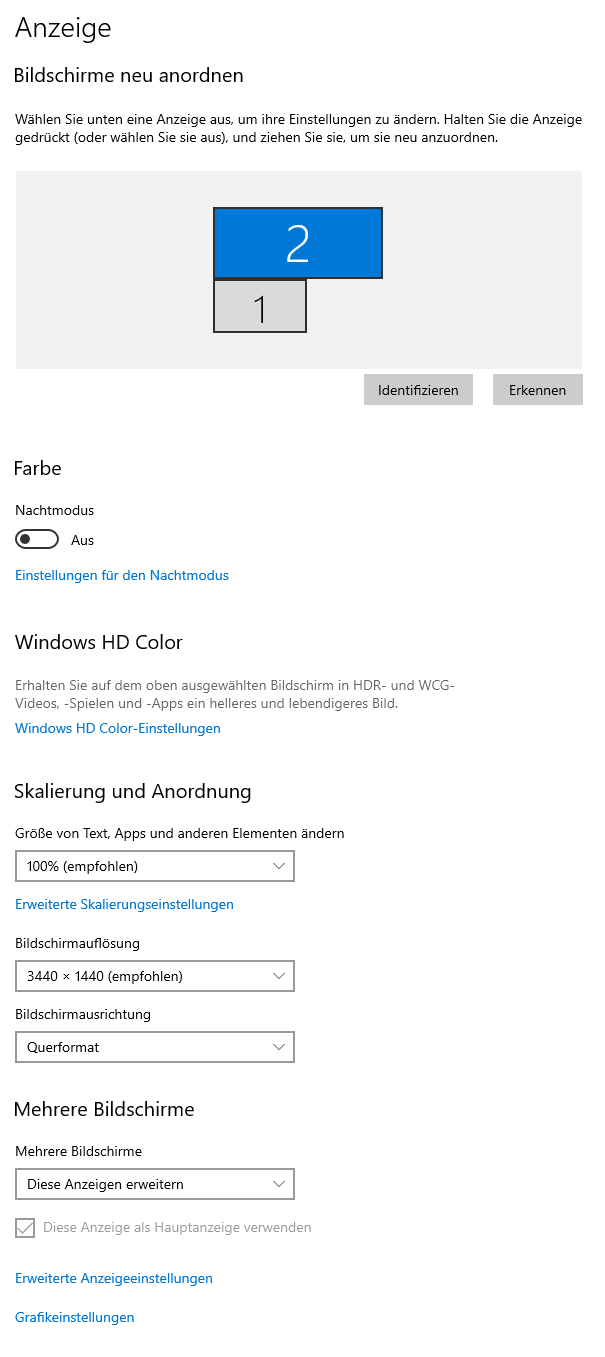 Anzeige
Bildschirme neu anordnen
Wählen Sie unten eine Anzeige aus, um ihre Einstellungen zu ändern. Halten Sie die Anzeige
gedrückt (oder wählen Sie sie aus), und ziehen Sie sie, um sie neu anzuordnen.
2
1
Identifizieren
Erkennen
Farbe
Nachtmodus
Aus
Einstellungen für den Nachtmodus
Windows HD Color
Erhalten Sie auf dem oben ausgewählten Bildschirm in HDR- und WCG-
Videos, -Spielen und -Apps ein helleres und lebendigeres Bild.
Windows HD Color-Einstellungen
Skalierung und Anordnung
Größe von Text, Apps und anderen Elementen ändern
100% (empfohlen)
Erweiterte Skalierungseinstellungen
Bildschirmauflösung
3440 × 1440 (empfohlen)
Bildschirmausrichtung
Querformat
Mehrere Bildschirme
Mehrere Bildschirme
Diese Anzeigen erweitern
Diese Anzeige als Hauptanzeige verwenden
Erweiterte Anzeigeeinstellungen
Grafikeinstellungen